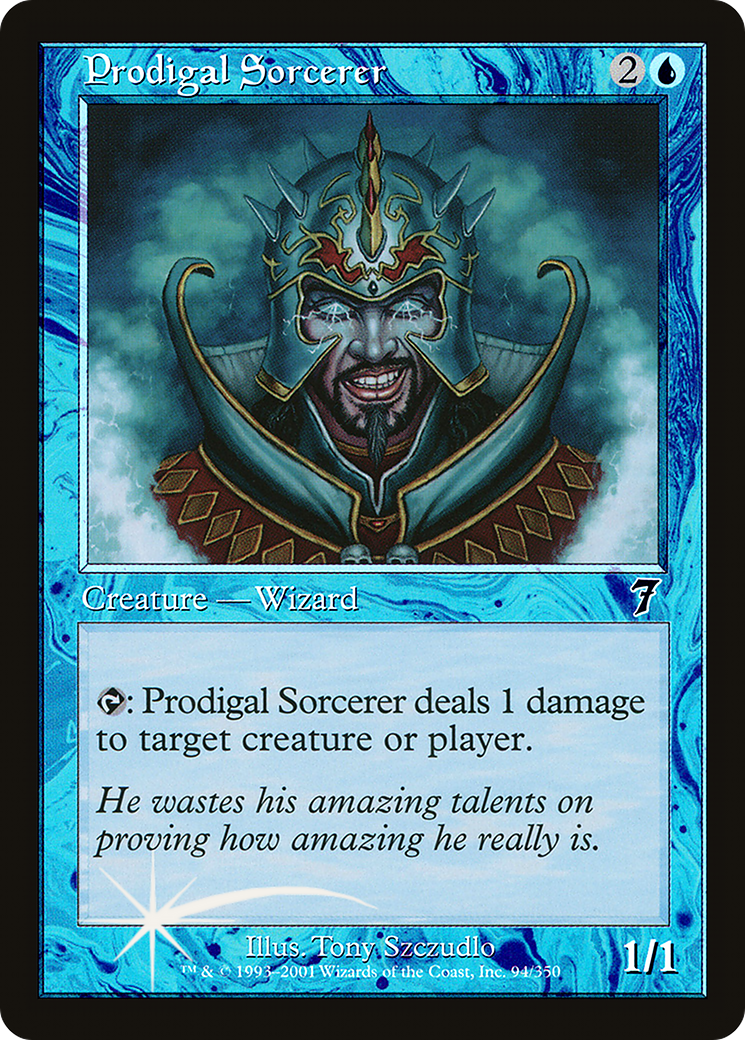 Prodigal Sorcerer 2
Creature — Wizard 7
: Prodigal Sorcerer deals 1 damage
to target creature or player.
He wastes his amazing talents on
proving how amazing he really is.
Illus. Tony Szczudlo
™ & © 1993–2001 Wizards of the Coast, Inc. 94/350
1/1